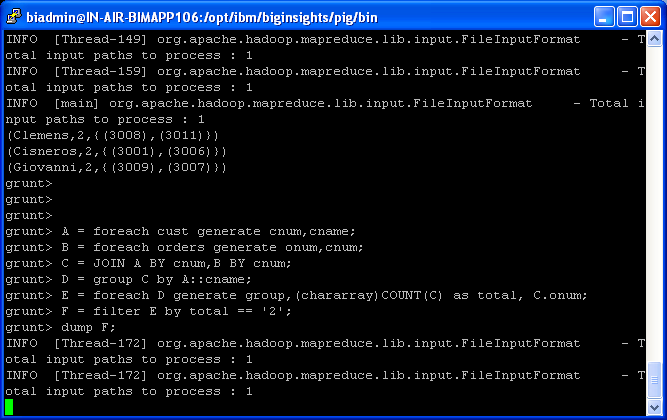 biadmin@IN-AIR-BIMAPP106:/opt/ibm/biginsights/pig/bin
INFO  [Thread-149] org.apache.hadoop.mapreduce.lib.input.FileInputFormat     - T
otal input paths to process : 1
INFO  [Thread-159] org.apache.hadoop.mapreduce.lib.input.FileInputFormat     - T
otal input paths to process : 1
INFO  [main] org.apache.hadoop.mapreduce.lib.input.FileInputFormat     - Total i
nput paths to process : 1
(Clemens,2,{(3008),(3011)})
(Cisneros,2,{(3001),(3006)})
(Giovanni,2,{(3009),(3007)})
grunt>
grunt>
grunt>
grunt> A = foreach cust generate cnum,cname;
grunt> B = foreach orders generate onum,cnum;
grunt> C = JOIN A BY cnum,B BY cnum;
grunt> D = group C by A::cname;
grunt> E = foreach D generate group,(chararray)COUNT(C) as total, C.onum;
grunt> F = filter E by total == '2';
grunt> dump F;
INFO  [Thread-172] org.apache.hadoop.mapreduce.lib.input.FileInputFormat     - T
otal input paths to process : 1
INFO  [Thread-172] org.apache.hadoop.mapreduce.lib.input.FileInputFormat     - T
otal input paths to process : 1